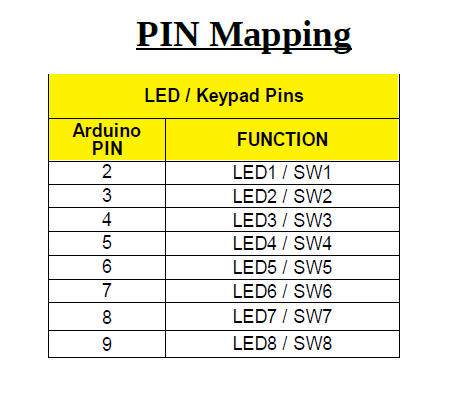 PIN Mapping
LED / Keypad Pins
Arduino PIN FUNCTION
2 LED1 / SW1
3 LED2 / SW2
4 LED3 / SW3
5 LED4 / SW4
6 LED5 / SW5
7 LED6 / SW6
8 LED7 / SW7
9 LED8 / SW8